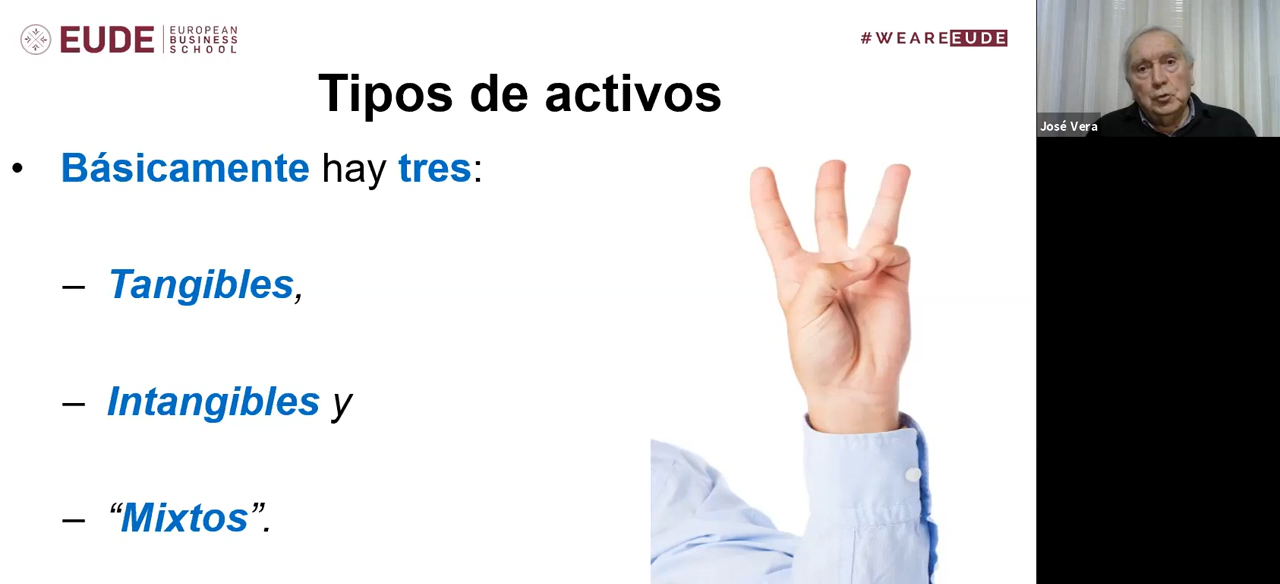 EUDE
EUROPEAN
BUSINESS
SCHOOL
#WEAREEUDE
Tipos de activos
• Básicamente hay tres:
– Tangibles,
– Intangibles y
– “Mixtos”.
José Vera